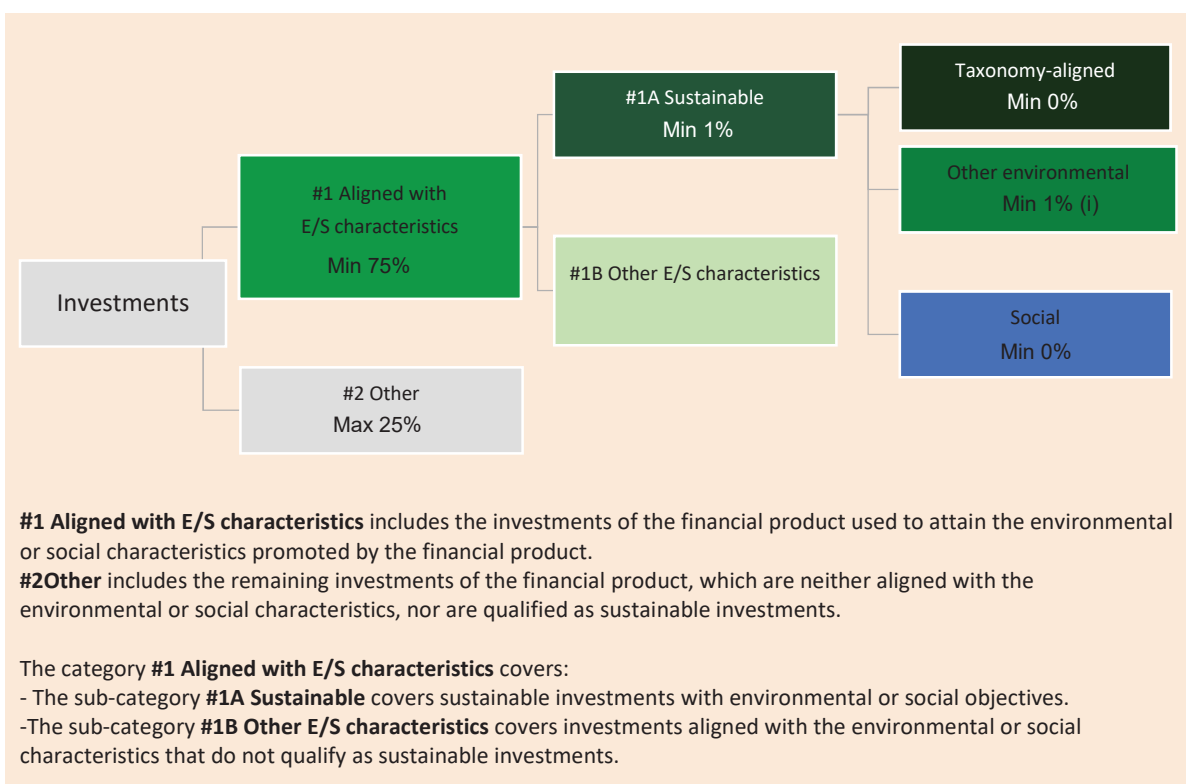 Taxonomy-aligned
Min 0%
#1A Sustainable
Min 1%
Other environmental
Min 1% (i)
#1 Aligned with
E/S characteristics
Min 75%
#1B Other E/S characteristics
Investments
Social
Min 0%
#2 Other
Max 25%
#1 Aligned with E/S characteristics includes the investments of the financial product used to attain the environmental
or social characteristics promoted by the financial product.
#2Other includes the remaining investments of the financial product, which are neither aligned with the
environmental or social characteristics, nor are qualified as sustainable investments.
The category #1 Aligned with E/S characteristics covers:
- The sub-category #1A Sustainable covers sustainable investments with environmental or social objectives.
-The sub-category #1B Other E/S characteristics covers investments aligned with the environmental or social
characteristics that do not qualify as sustainable investments.